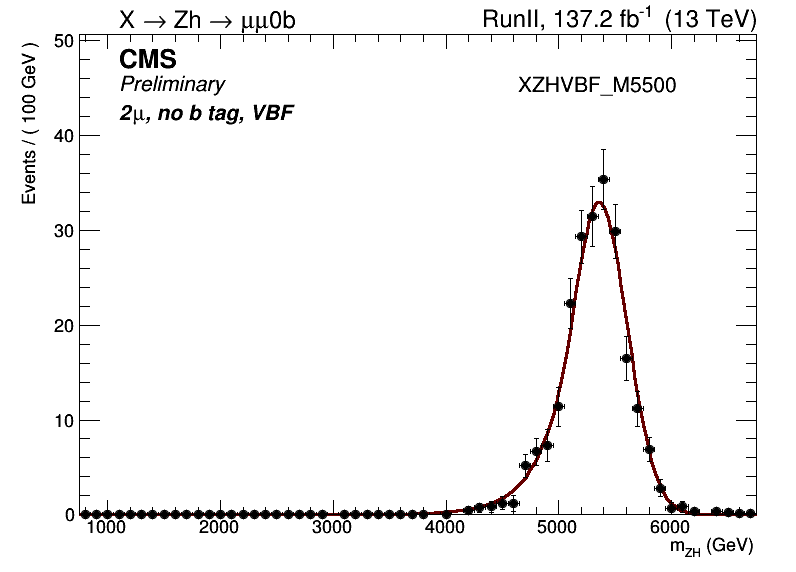 X → Zh → μμ0b
RunII, 137.2 fb-1 (13 TeV)
CMS
Preliminary
2μ, no b tag, VBF
XZHVBF_M5500
Events / ( 100 GeV )
50
40
30
20
10
0
1000 2000 3000 4000 5000 6000
mZH (GeV)